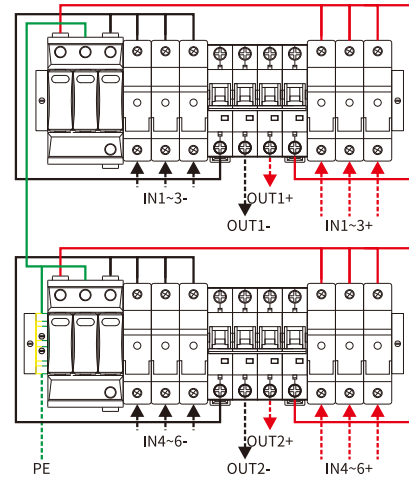 IN1~3-
OUT1+
IN1~3+
OUT1-
IN4~6-
OUT2+
IN4~6+
PE
OUT2-